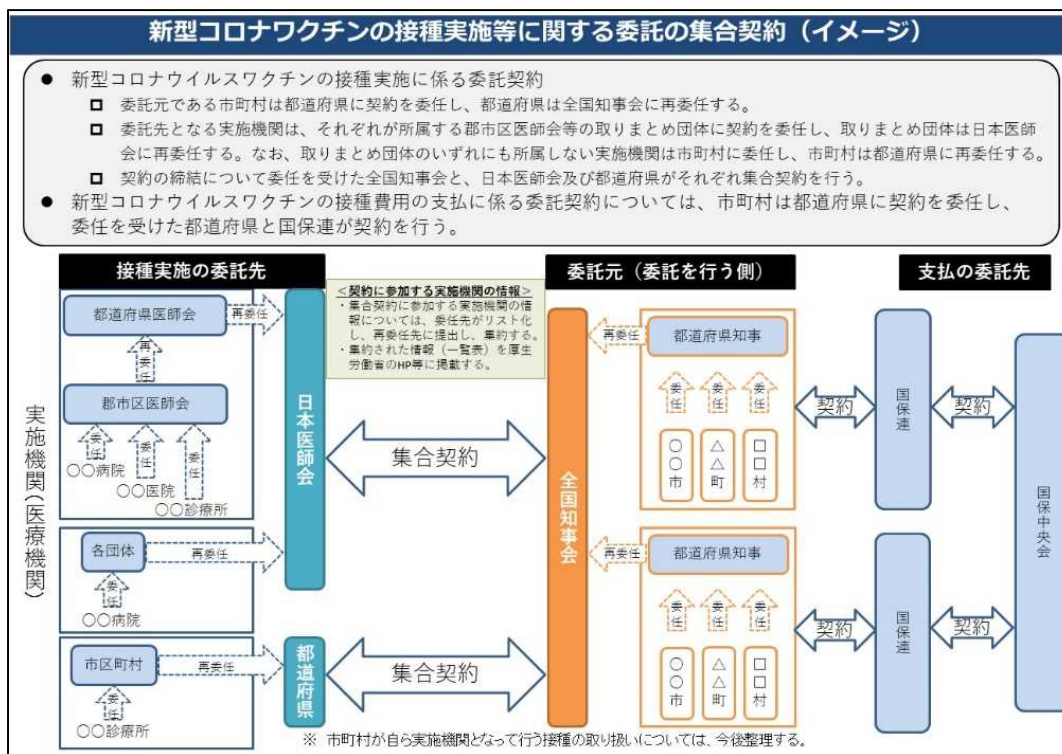 新型コロナワクチンの接種実施等に関する委託の集合契約（イメージ）
● 新型コロナウイルスワクチンの接種実施に係る委託契約
□ 委託元である市町村は都道府県に契約を委任し、都道府県は全国知事会に再委任する。
□ 委託先となる実施機関は、それぞれが所属する郡市区医師会等の取りまとめ団体に契約を委任し、取りまとめ団体は日本医師
会に再委任する。なお、取りまとめ団体のいずれにも所属しない実施機関は市町村に委任し、市町村は都道府県に再委任する。
□ 契約の締結について委任を受けた全国知事会と、日本医師会及び都道府県がそれぞれ集合契約を行う。
● 新型コロナウイルスワクチンの接種費用の支払に係る委託契約については、市町村は都道府県に契約を委任し、
委任を受けた都道府県と国保連が契約を行う。
接種実施の委託先
委託元（委託を行う側）
支払の委託先
＜契約に参加する実施機関の情報＞
・集合契約に参加する実施機関の情
報については、委任先がリスト化
し、再委任先に提出し、集約する。
・集約された情報（一覧表）を厚生
労働省のHP等に掲載する。
実施機関(医療機関)
都道府県医師会
再委任
再委任
郡市区医師会
委任
委任
委任
〇〇病院
〇〇医院
〇〇診療所
各団体
再委任
委任
〇〇病院
市区町村
再委任
委任
〇〇診療所
日本医師会
都道府県
集合契約
集合契約
全国知事会
再委任
都道府県知事
委任
委任
委任
〇〇市
△△町
□□村
再委任
都道府県知事
委任
委任
委任
〇〇市
△△町
□□村
契約
国保連
契約
契約
国保連
契約
国保中央会
※ 市町村が自ら実施機関となって行う接種の取り扱いについては、今後整理する。